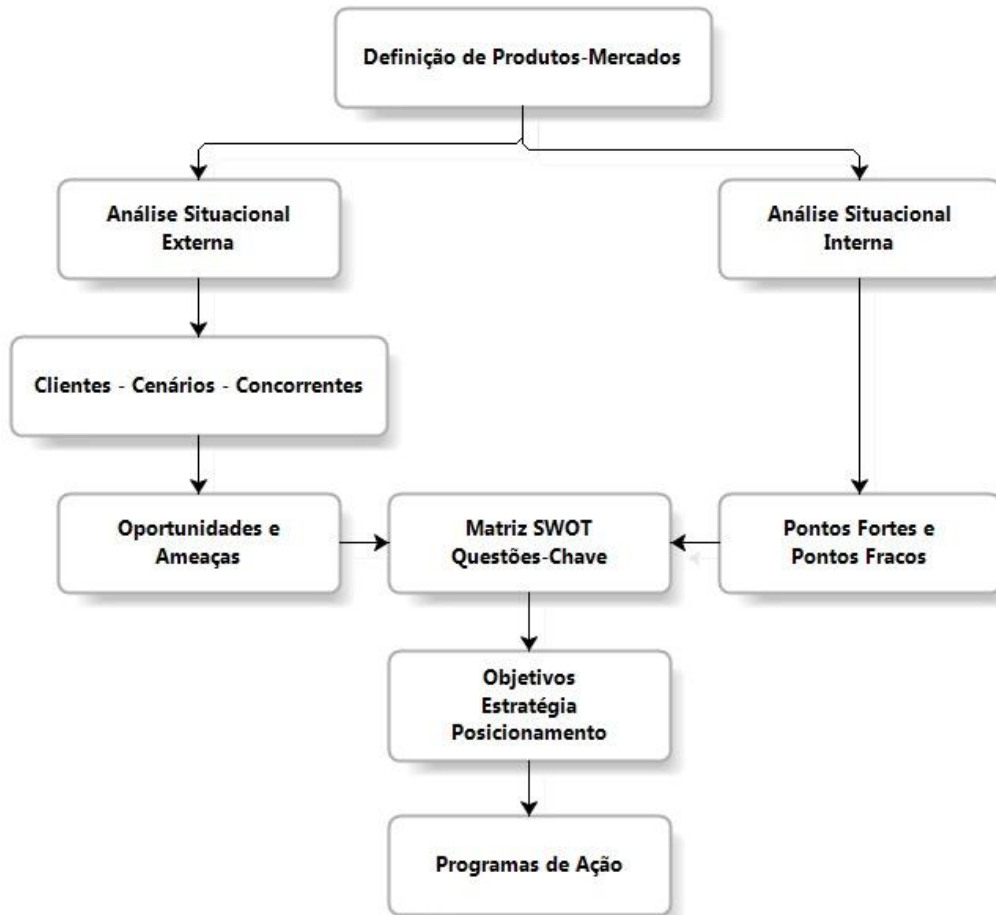 Definição de Produtos-Mercados
Análise Situacional
Externa
Análise Situacional
Interna
Clientes - Cenários - Concorrentes
Oportunidades e
Ameaças
Matriz SWOT
Questões-Chave
Pontos Fortes e
Pontos Fracos
Objetivos
Estratégia
Posicionamento
Programas de Ação